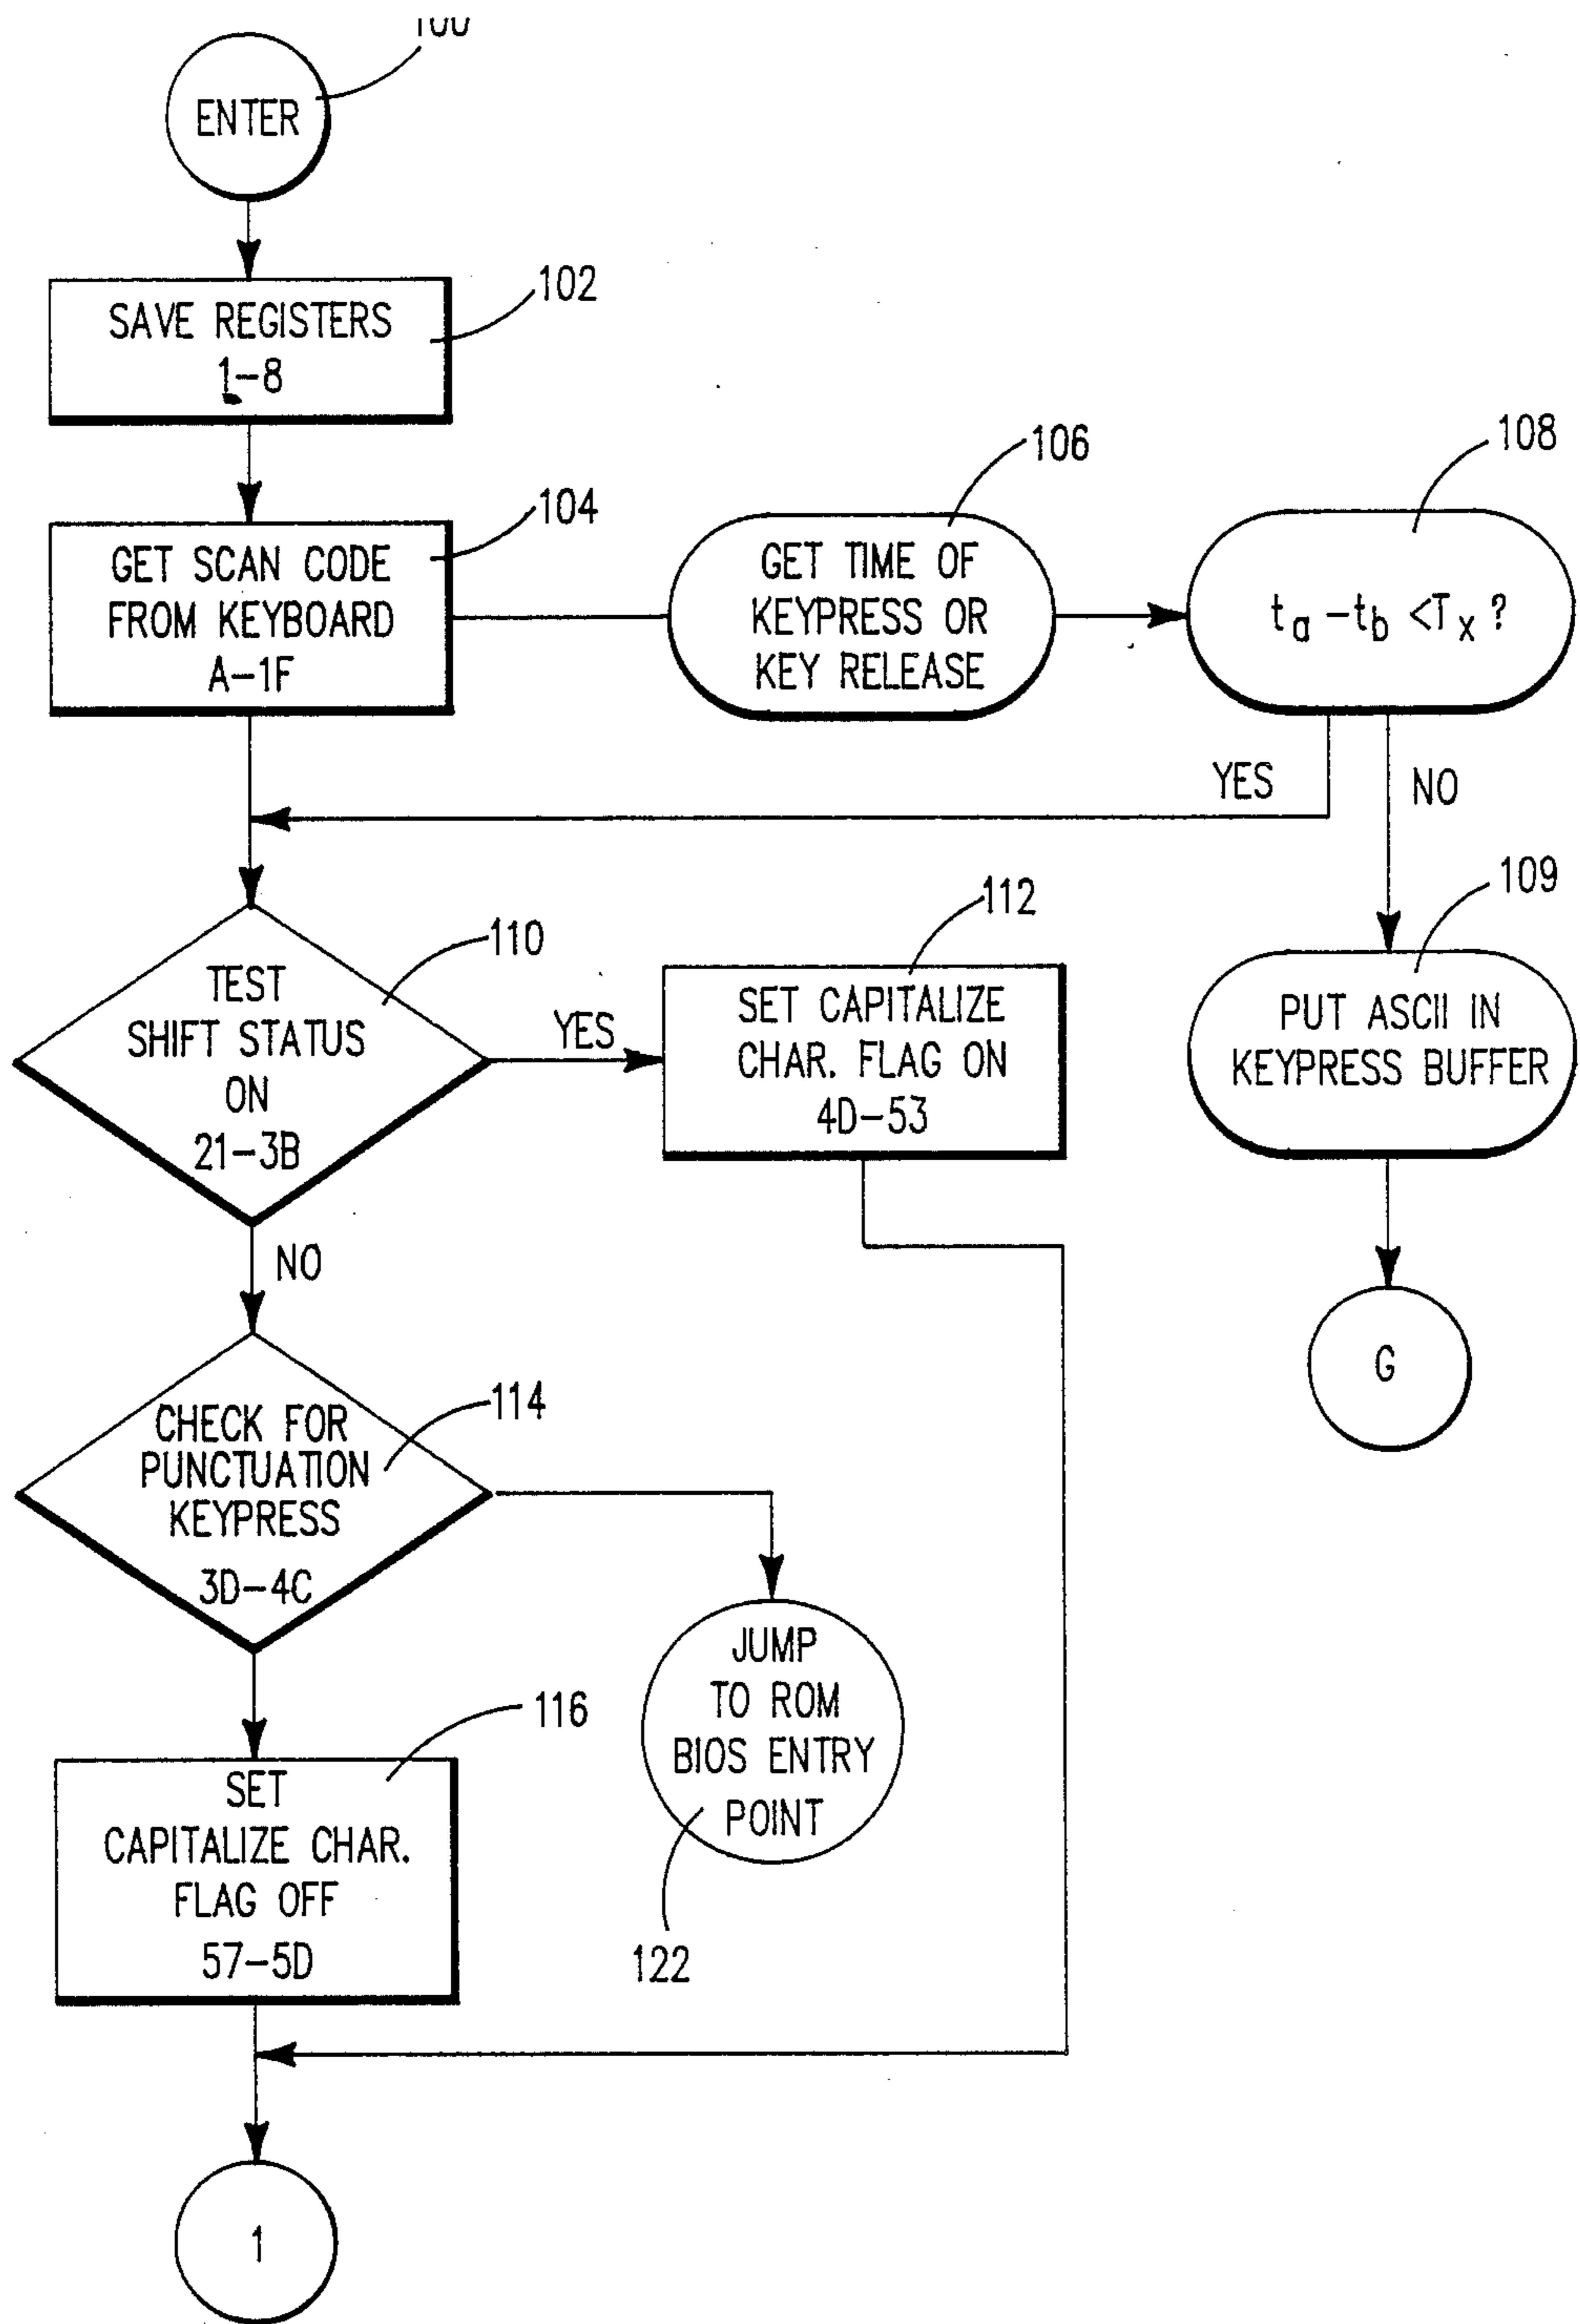 100
ENTER
102
SAVE REGISTERS
1-8
104
GET SCAN CODE
FROM KEYBOARD
A-1F
106
GET TIME OF
KEYPRESS OR
KEY RELEASE
108
ta -tb <Tx ?
YES
NO
109
PUT ASCII IN
KEYPRESS BUFFER
G
110
TEST
SHIFT STATUS
ON
21-3B
YES
112
SET CAPITALIZE
CHAR. FLAG ON
4D-53
NO
114
CHECK FOR
PUNCTUATION
KEYPRESS
3D-4C
JUMP
TO ROM
BIOS ENTRY
POINT
122
116
SET
CAPITALIZE CHAR.
FLAG OFF
57-5D
1